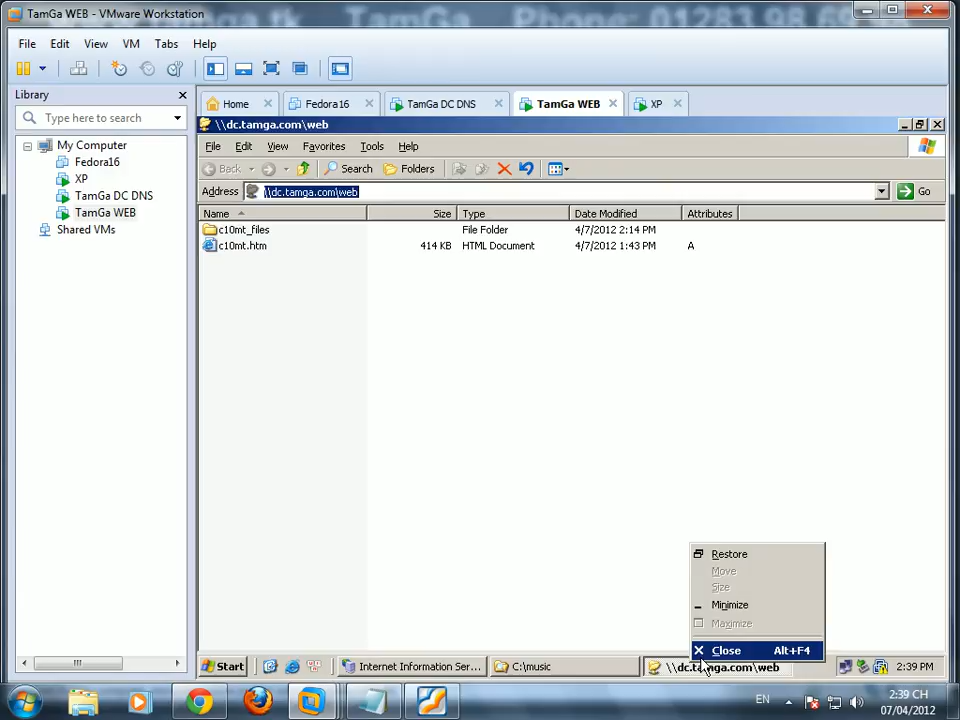 TamGa WEB - VMware Workstation
File Edit View VM Tabs Help
Library
Type here to search
My Computer
Fedora16
XP
TamGa DC DNS
TamGa WEB
Shared VMs
Home Fedora16 TamGa DC DNS TamGa WEB XP
\\dc.tamga.com\web
File Edit View Favorites Tools Help
Back Search Folders
Address \\dc.tamga.com\web Go
Name Size Type Date Modified Attributes
c10mt_files File Folder 4/7/2012 2:14 PM
c10mt.htm 414 KB HTML Document 4/7/2012 1:43 PM A
Restore
Move
Size
Minimize
Maximize
Close Alt+F4
Start Internet Information Ser... C:\music \\dc.tamga.com\web 2:39 PM
EN 2:39 CH
07/04/2012